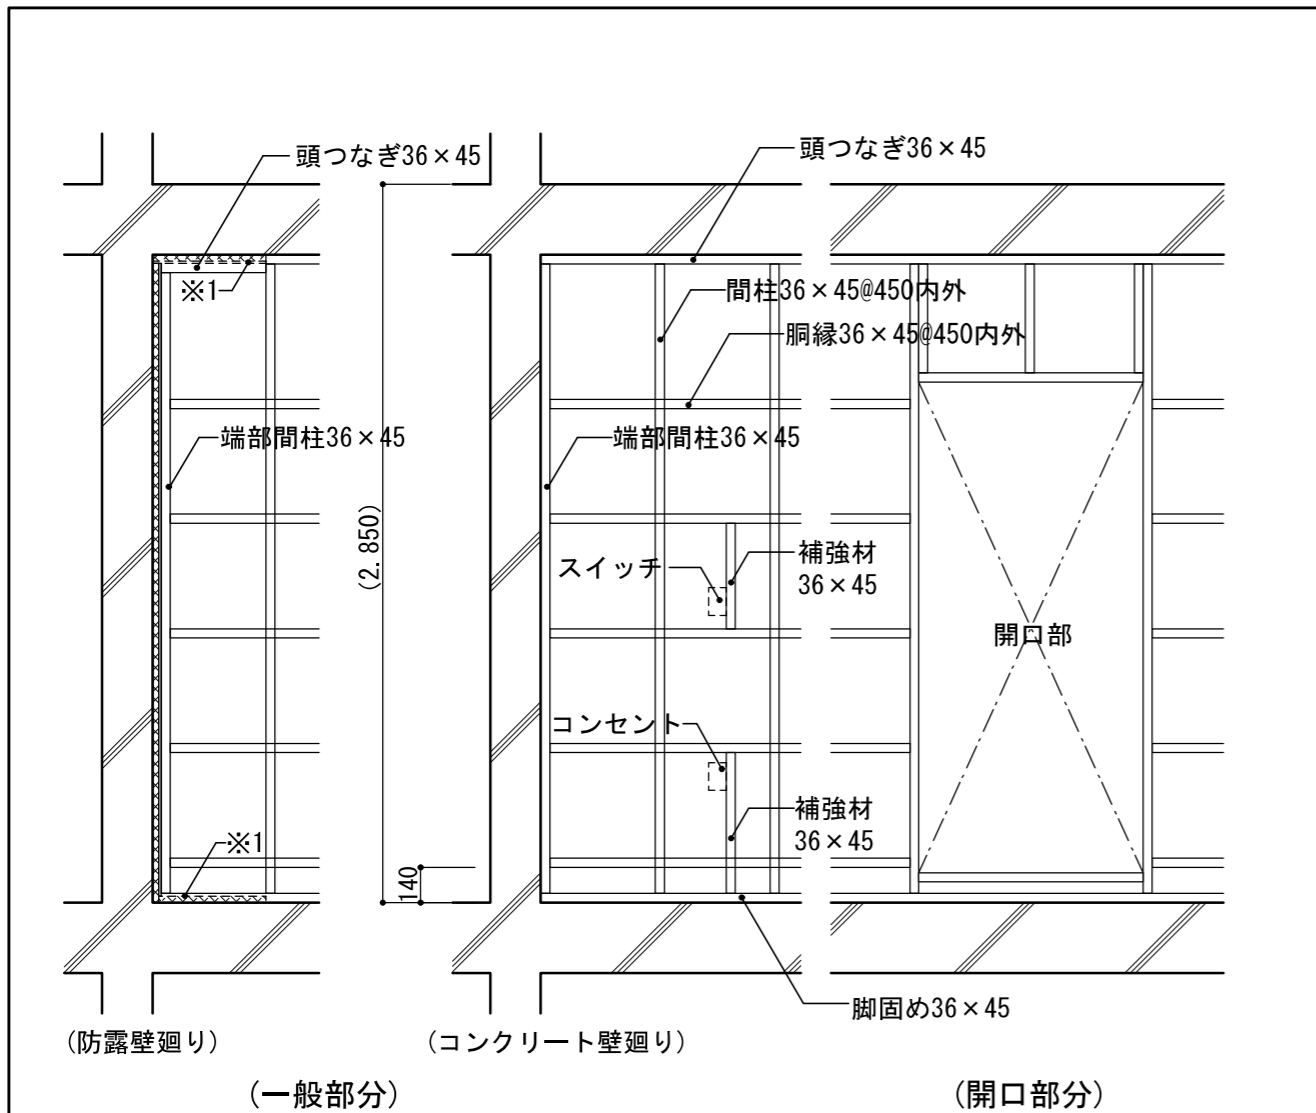 頭つなぎ36×45
頭つなぎ36×45
※1
間柱36×45@450内外
胴縁36×45@450内外
端部間柱36×45
端部間柱36×45
(2.850)
スイッチ
補強材
36×45
開口部
コンセント
補強材
36×45
※1
140
脚固め36×45
(防露壁廻り)
(コンクリート壁廻り)
(一般部分)
(開口部分)